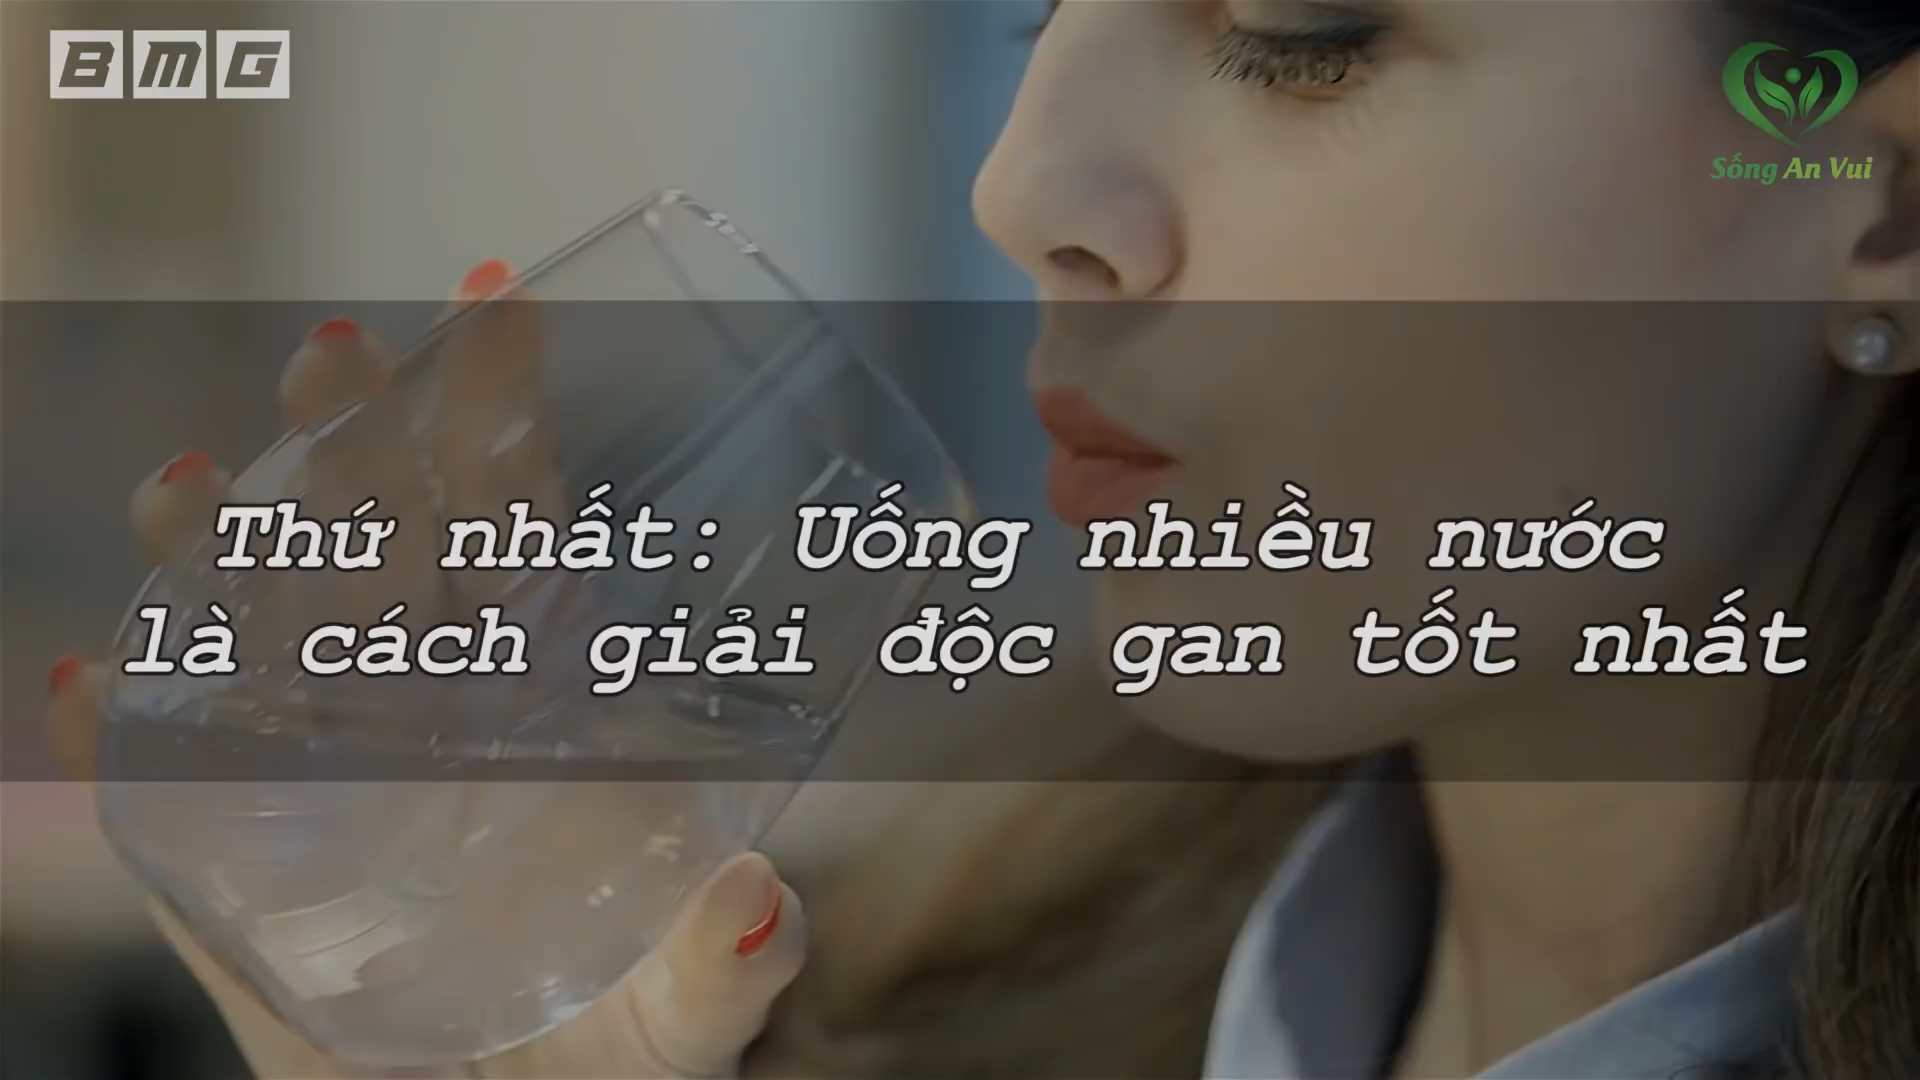 BMG
Sống An Vui
Thứ nhất: Uống nhiều nước
là cách giải độc gan tốt nhất